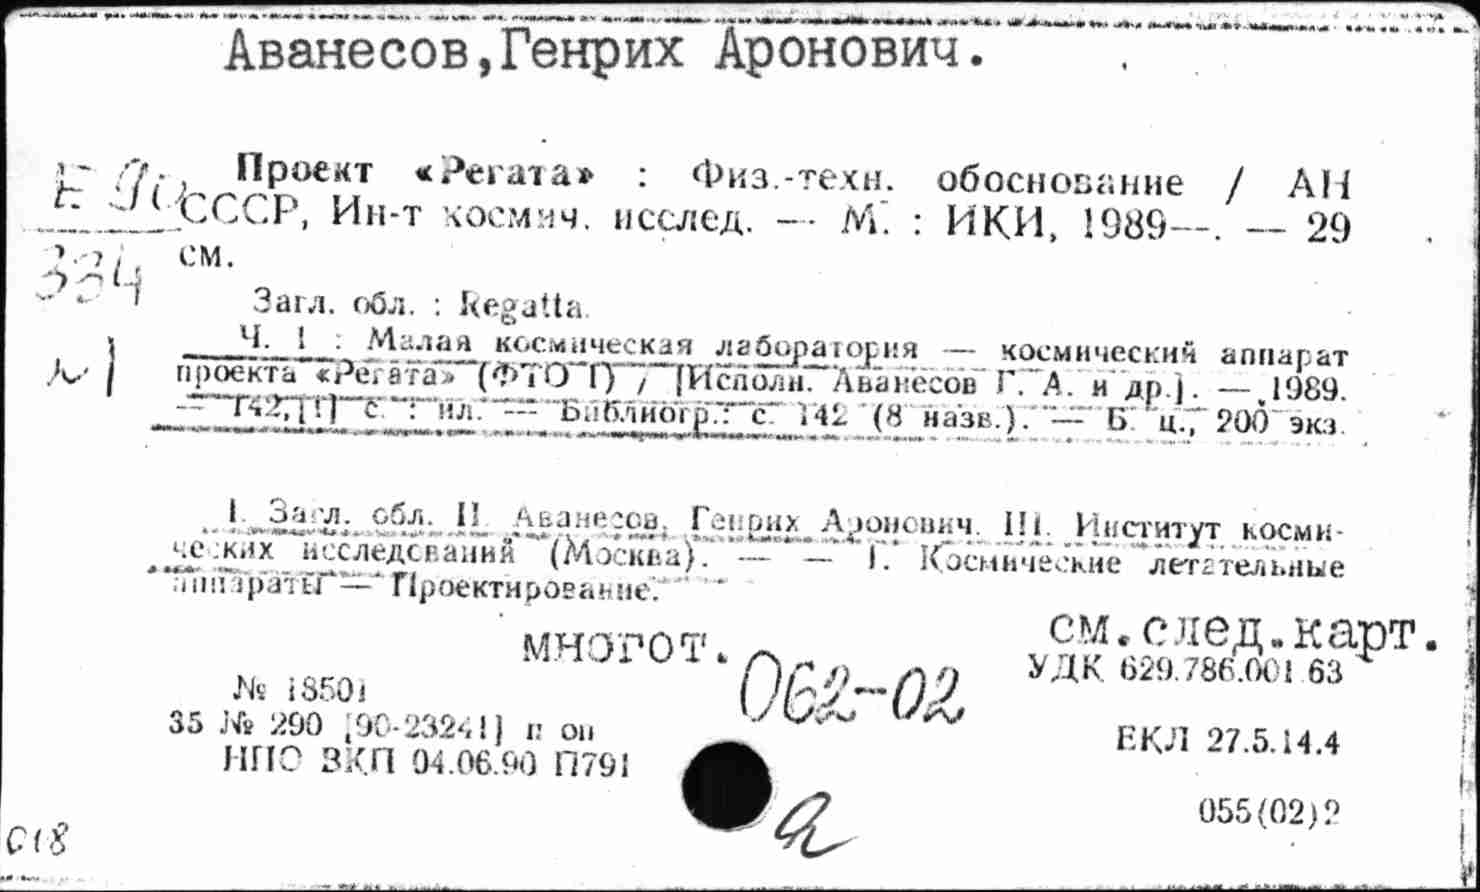 Аванесов,Генрих Аронович.
Е 90
334
Проект «Регата» : Физ.-техн. обоснование / АН
СССР, Ин-т космич. исслед. — М. : ИКИ, 1989—. — 29
см.
Загл. обл. : Regatta.
Ч. 1 : Малая космическая лаборатория — космический аппарат
проекта «Регата» (ФТО I) / [Исполн. Аванесов Г. А. и др.]. — 1989.
— 142, [1] с. : ил. — Библиогр.: с. 142 (8 назв.). — Б. ц., 200 экз.
I. Загл. обл. II. Аванесов, Генрих Аронович. III. Институт косми-
ческих исследований (Москва). — — 1. Космические летательные
аппараты — Проектирование.
многот.
см.след.карт.
062-02
УДК 629.786.001.63
№ 18501
35 № 290 [90-23241] п оп
НПО ВКП 04.06.90 П791
ЕКЛ 27.5.14.4
055(02)2
018